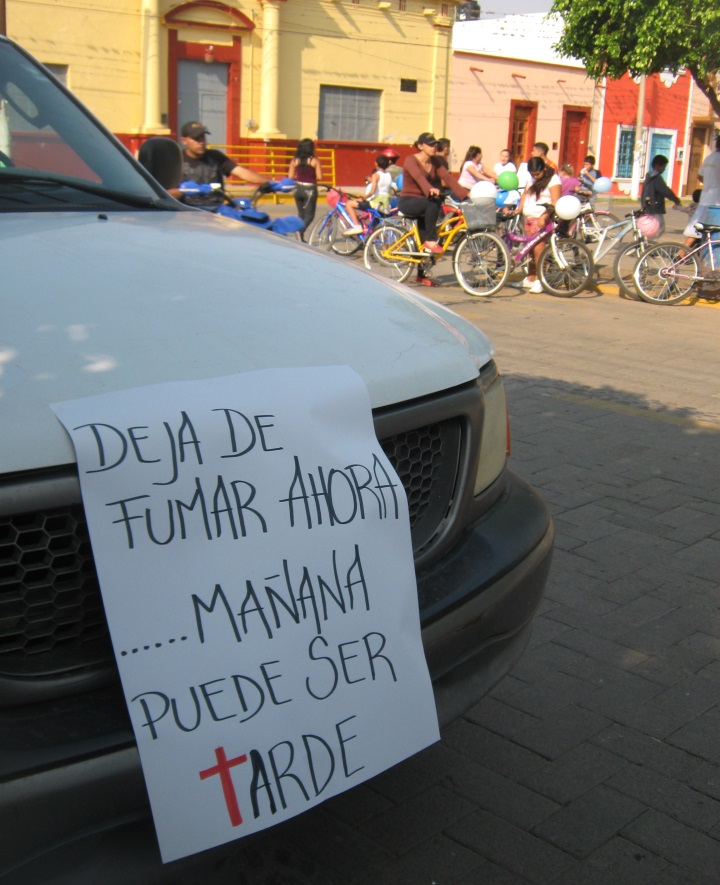 DEJA DE
FUMAR AHORA
......MAÑANA
PUEDE SER
TARDE